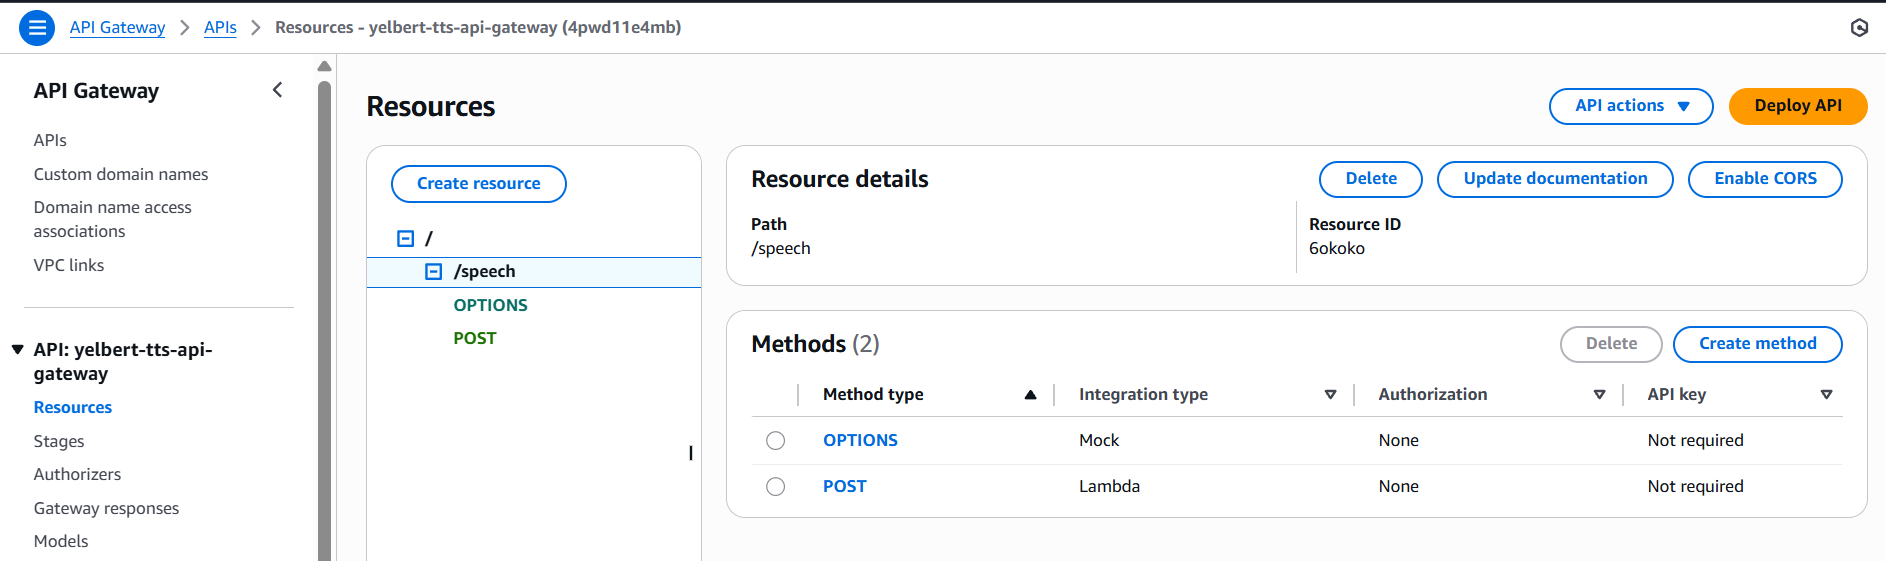 API Gateway > APIs > Resources - yelbert-tts-api-gateway (4pwd11e4mb)
API Gateway
APIs
Custom domain names
Domain name access
associations
VPC links
API: yelbert-tts-api-
gateway
Resources
Stages
Authorizers
Gateway responses
Models
Resources
API actions
Deploy API
Create resource
/
/speech
OPTIONS
POST
Resource details
Delete
Update documentation
Enable CORS
Path
/speech
Resource ID
6okoko
Methods (2)
Delete
Create method
Method type Integration type Authorization API key
OPTIONS Mock None Not required
POST Lambda None Not required